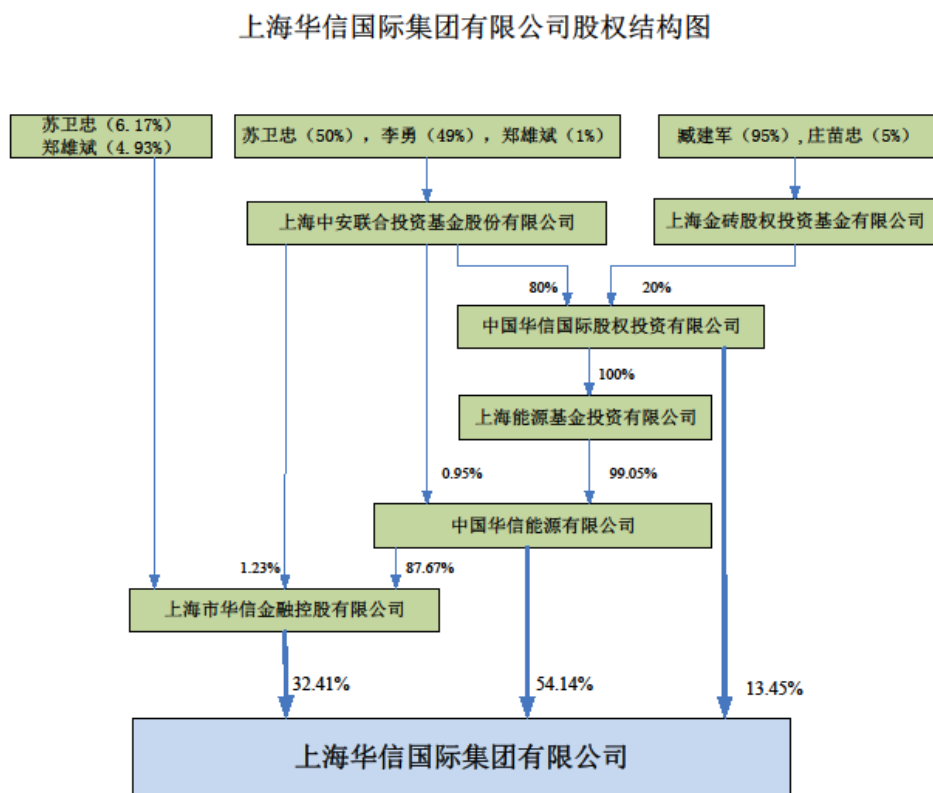 上海华信国际集团有限公司股权结构图
苏卫忠（6.17%）
郑雄斌（4.93%）
苏卫忠（50%），李勇（49%），郑雄斌（1%）
臧建军（95%）,庄苗忠（5%）
上海中安联合投资基金股份有限公司
上海金砖股权投资基金有限公司
80%
20%
中国华信国际股权投资有限公司
100%
上海能源基金投资有限公司
0.95%
99.05%
中国华信能源有限公司
1.23%
87.67%
上海市华信金融控股有限公司
32.41%
54.14%
13.45%
上海华信国际集团有限公司